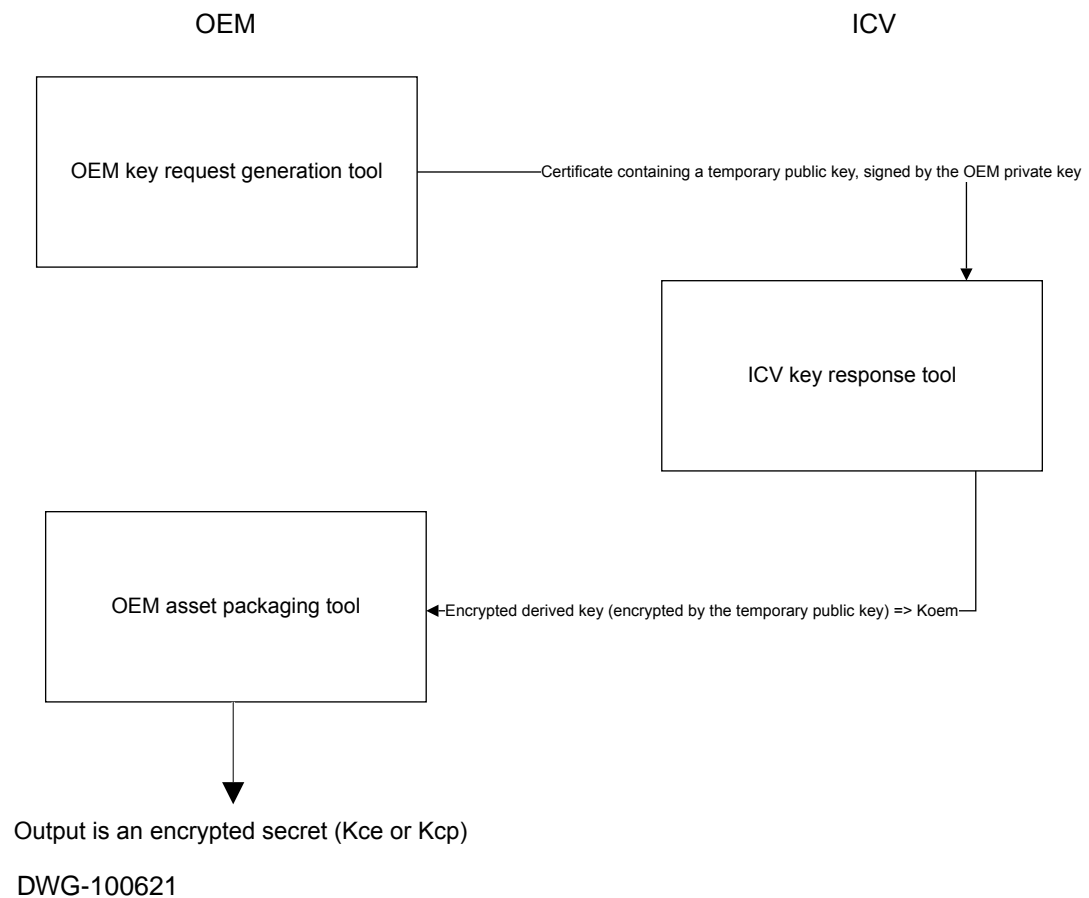 OEM
ICV
OEM key request generation tool
Certificate containing a temporary public key, signed by the OEM private key
ICV key response tool
OEM asset packaging tool
Encrypted derived key (encrypted by the temporary public key) => Koem
Output is an encrypted secret (Kce or Kcp)
DWG-100621